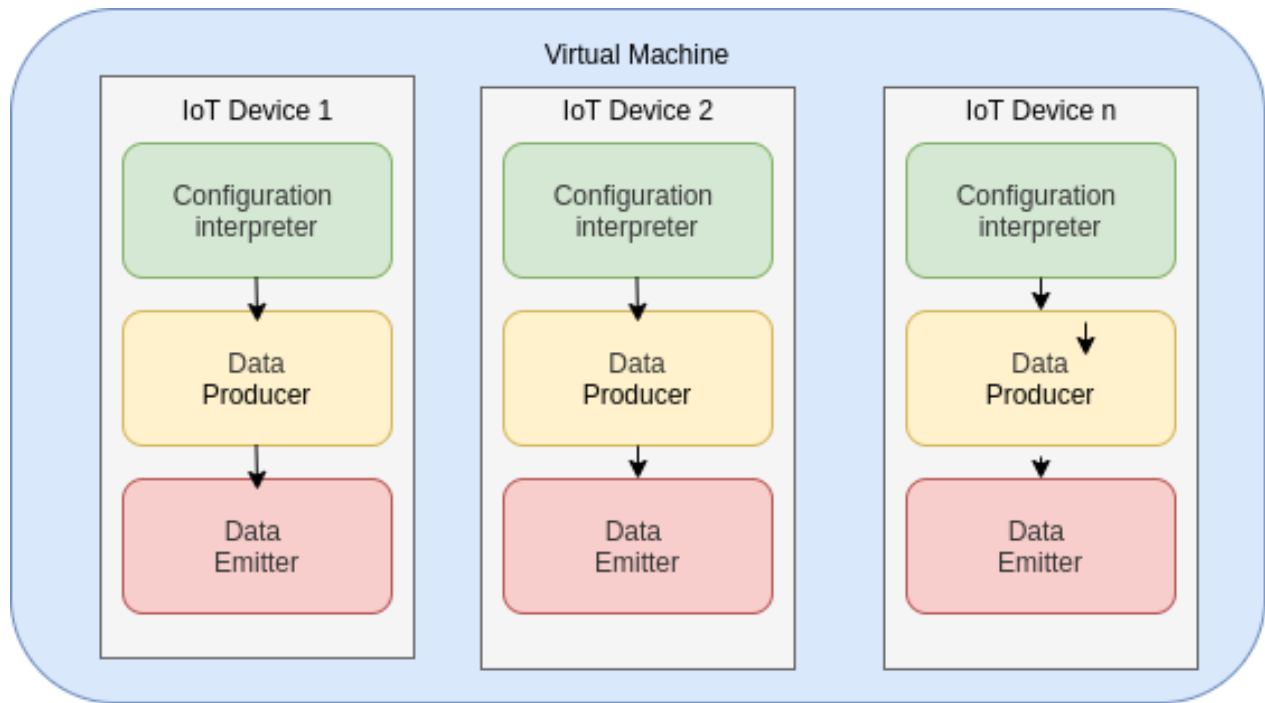 Virtual Machine
IoT Device 1
Configuration
interpreter
Data
Producer
Data
Emitter
IoT Device 2
Configuration
interpreter
Data
Producer
Data
Emitter
IoT Device n
Configuration
interpreter
Data
Producer
Data
Emitter